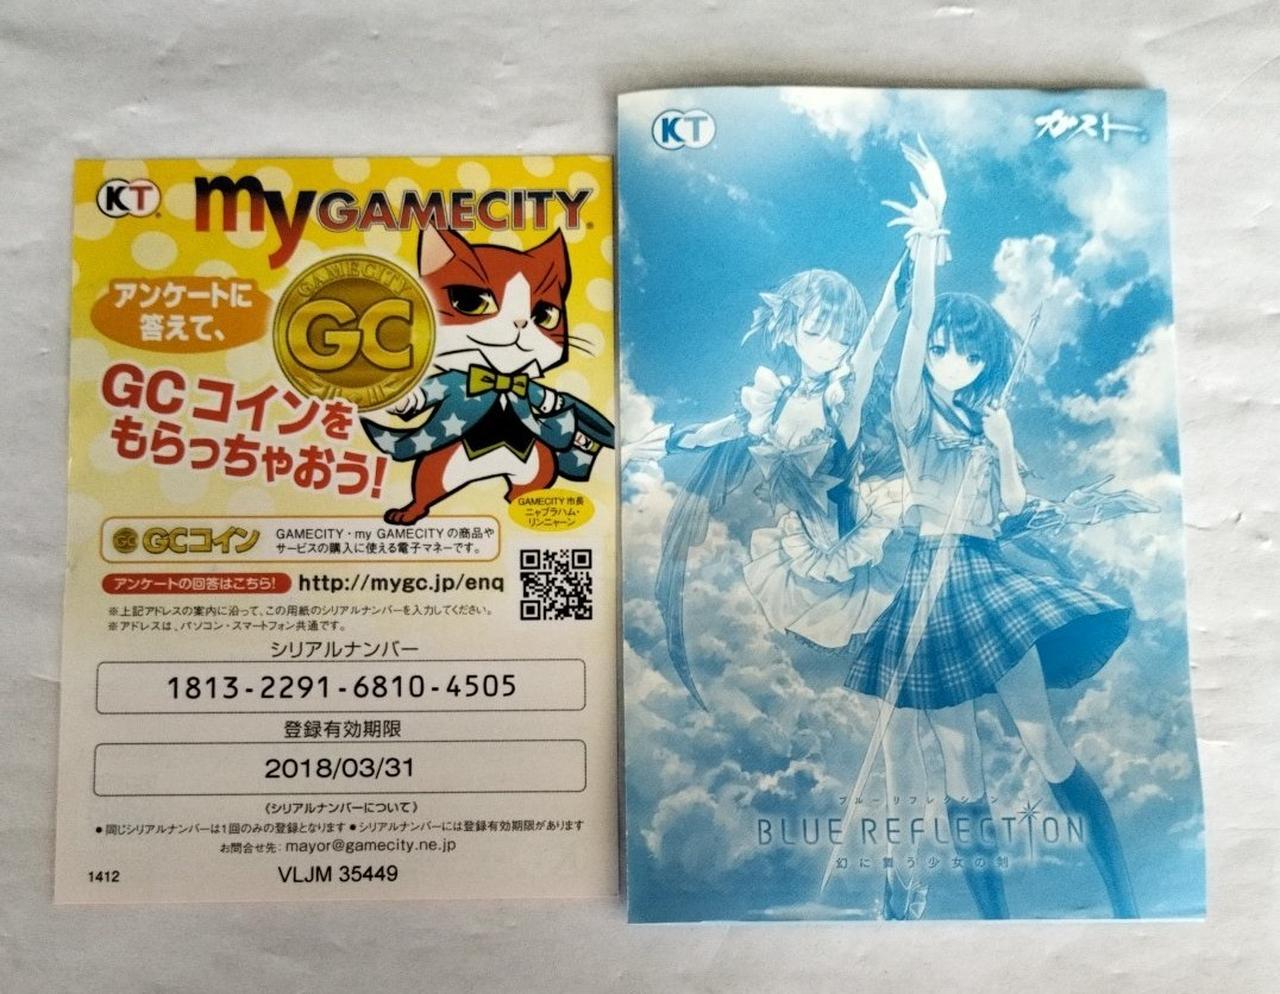 KT
my GAMECITY
アンケートに
答えて、
GAMECITY
GC
GCコインを
もらっちゃおう!
GAMECITY市長
ニャブラハム・
リンニャーン
GCコイン
GAMECITY・my GAMECITYの商品や
サービスの購入に使える電子マネーです。
アンケートの回答はこちら!
http://mygc.jp/enq
※上記アドレスの案内に沿って、この用紙のシリアルナンバーを入力してください。
※アドレスは、パソコン・スマートフォン共通です。
シリアルナンバー
1813-2291-6810-4505
登録有効期限
2018/03/31
《シリアルナンバーについて》
●同じシリアルナンバーは1回のみの登録となります ●シリアルナンバーには登録有効期限があります
お問合せ先: mayor@gamecity.ne.jp
1412
VLJM 35449
KT
ガスト
ブルー リフレクション
BLUE REFLECTION
幻に舞う少女の剣